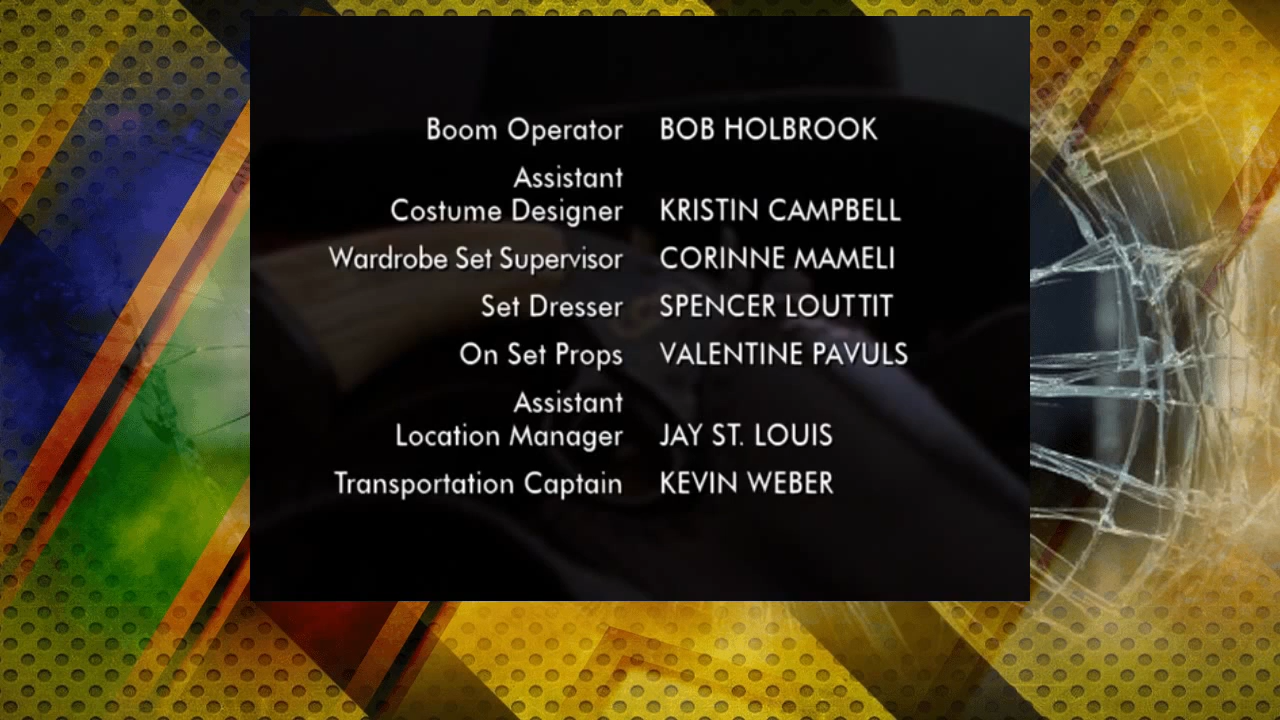 Boom Operator BOB HOLBROOK
Assistant
Costume Designer KRISTIN CAMPBELL
Wardrobe Set Supervisor CORINNE MAMELI
Set Dresser SPENCER LOUTTIT
On Set Props VALENTINE PAVULS
Assistant
Location Manager JAY ST. LOUIS
Transportation Captain KEVIN WEBER